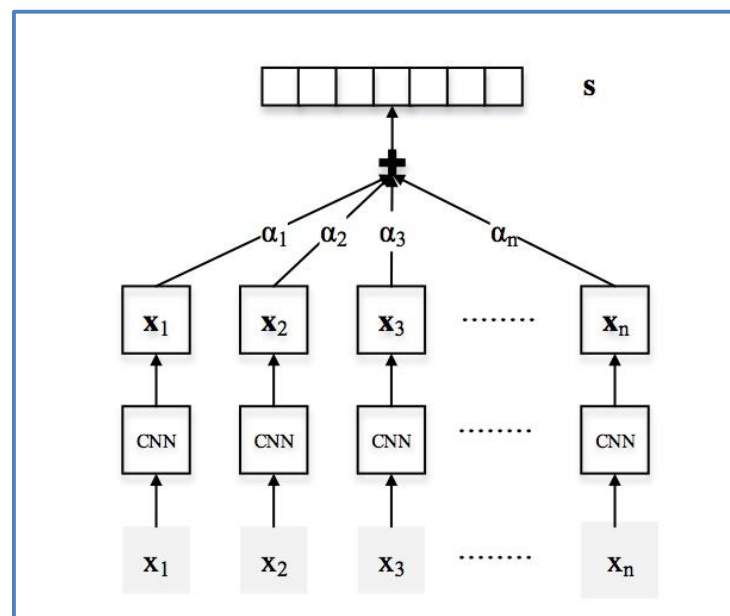 s
α1 α2 α3 αn
x1 x2 x3 ········ xn
CNN CNN CNN ········ CNN
x1 x2 x3 ········ xn